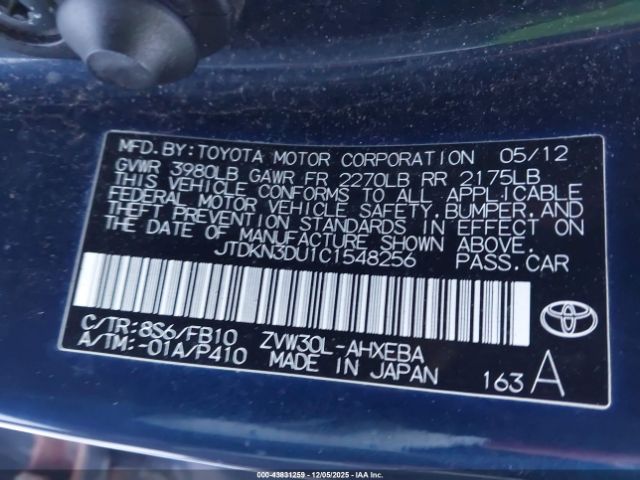 MFD.BY:TOYOTA MOTOR CORPORATION 05/12
GVWR 3980LB GAWR FR 2270LB RR 2175LB
THIS VEHICLE CONFORMS TO ALL APPLICABLE
FEDERAL MOTOR VEHICLE SAFETY,BUMPER,AND
THEFT PREVENTION STANDARDS IN EFFECT ON
THE DATE OF MANUFACTURE SHOWN ABOVE.
JTDKN3DU1C1548256 PASS.CAR
C/TR:8S6/FB10 ZVW30L-AHXEBA
A/TM:-01A/P410 MADE IN JAPAN 163 A
© - 43831259 - 12/05/2025 - IAAI.COM